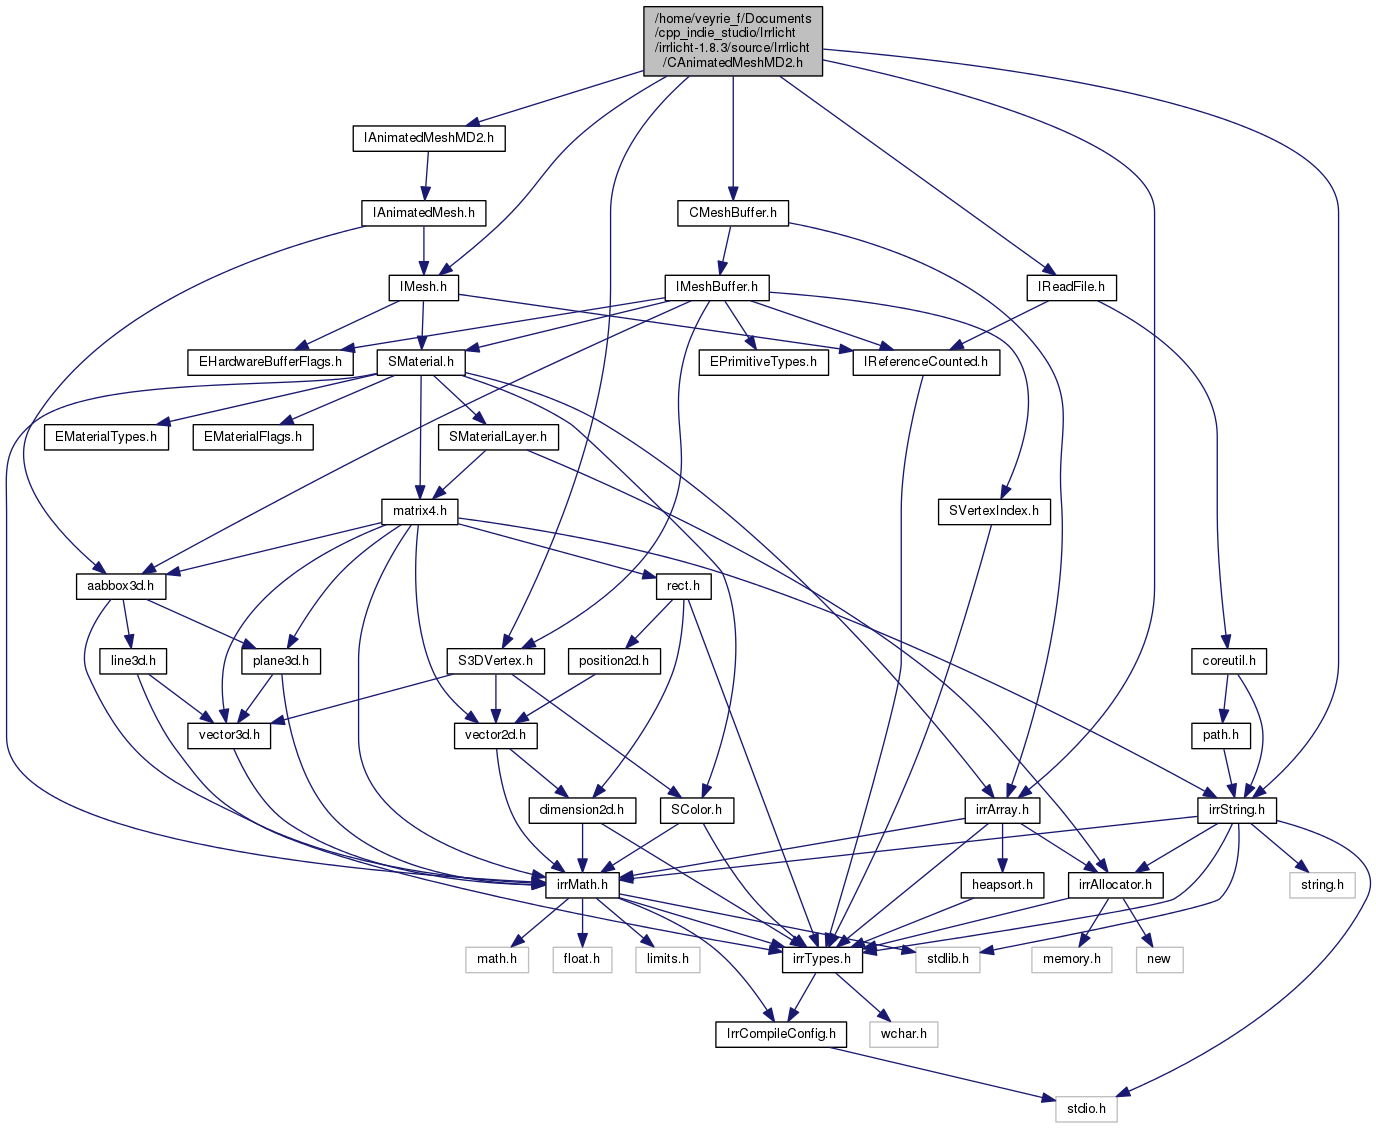 /home/veyrie_f/Documents
/cpp_indie_studio/Irrlicht
/irrlicht-1.8.3/source/Irrlicht
/CAnimatedMeshMD2.h
IAnimatedMeshMD2.h
IAnimatedMesh.h
CMeshBuffer.h
IMesh.h
IMeshBuffer.h
IReadFile.h
EHardwareBufferFlags.h
SMaterial.h
EPrimitiveTypes.h
IReferenceCounted.h
EMaterialTypes.h
EMaterialFlags.h
SMaterialLayer.h
matrix4.h
SVertexIndex.h
aabbox3d.h
rect.h
line3d.h
plane3d.h
S3DVertex.h
position2d.h
coreutil.h
vector3d.h
vector2d.h
path.h
dimension2d.h
SColor.h
irrArray.h
irrString.h
irrMath.h
heapsort.h
irrAllocator.h
string.h
math.h
float.h
limits.h
irrTypes.h
stdlib.h
memory.h
new
IrrCompileConfig.h
wchar.h
stdio.h